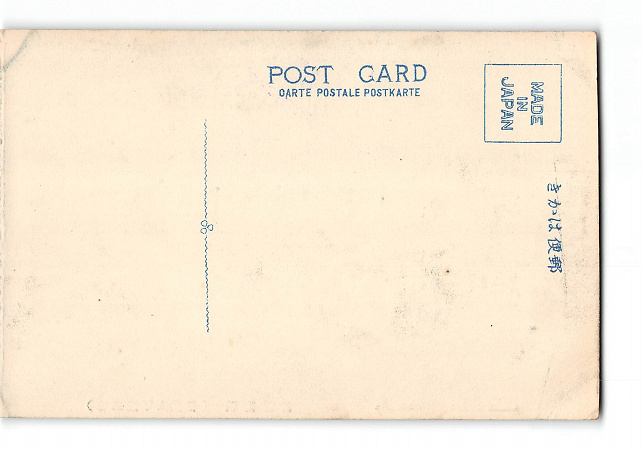 POST CARD
CARTE POSTALE POSTKARTE
MADE
IN
JAPAN
きかは便郵